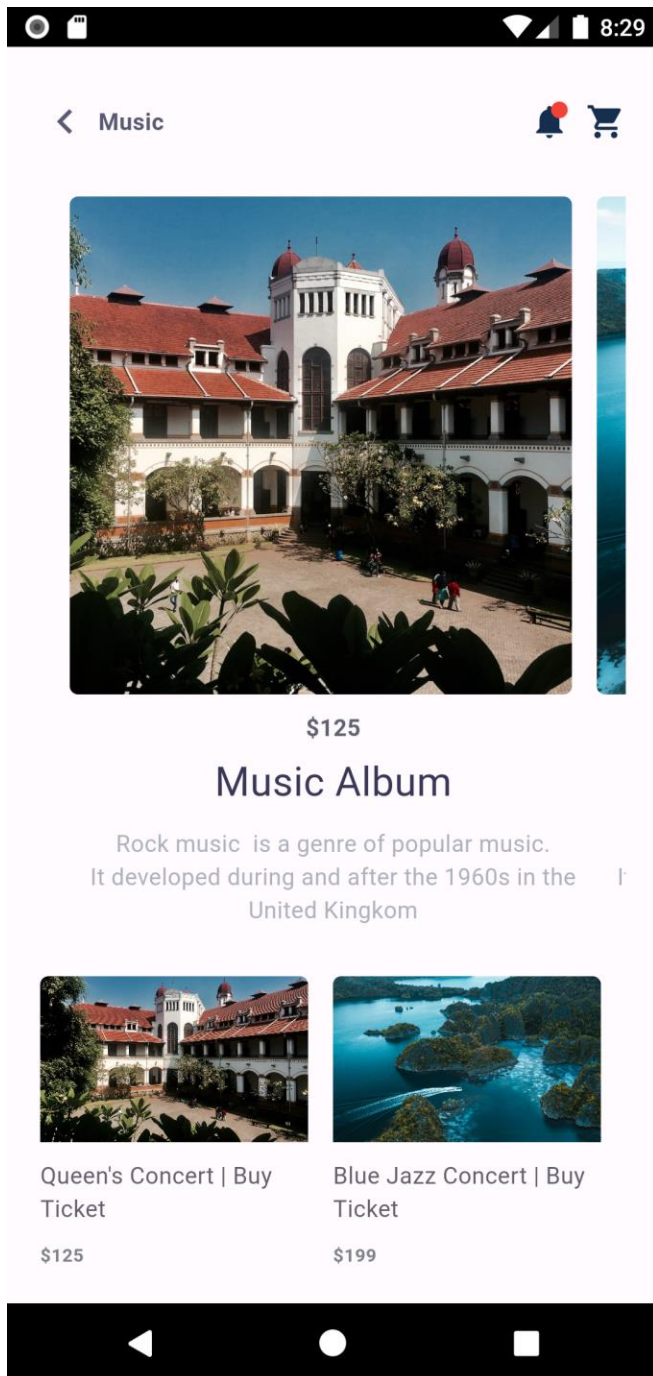 8:29
Music
$125
Music Album
Rock music  is a genre of popular music.
It developed during and after the 1960s in the
United Kingkom
Queen's Concert | Buy
Ticket
$125
Blue Jazz Concert | Buy
Ticket
$199